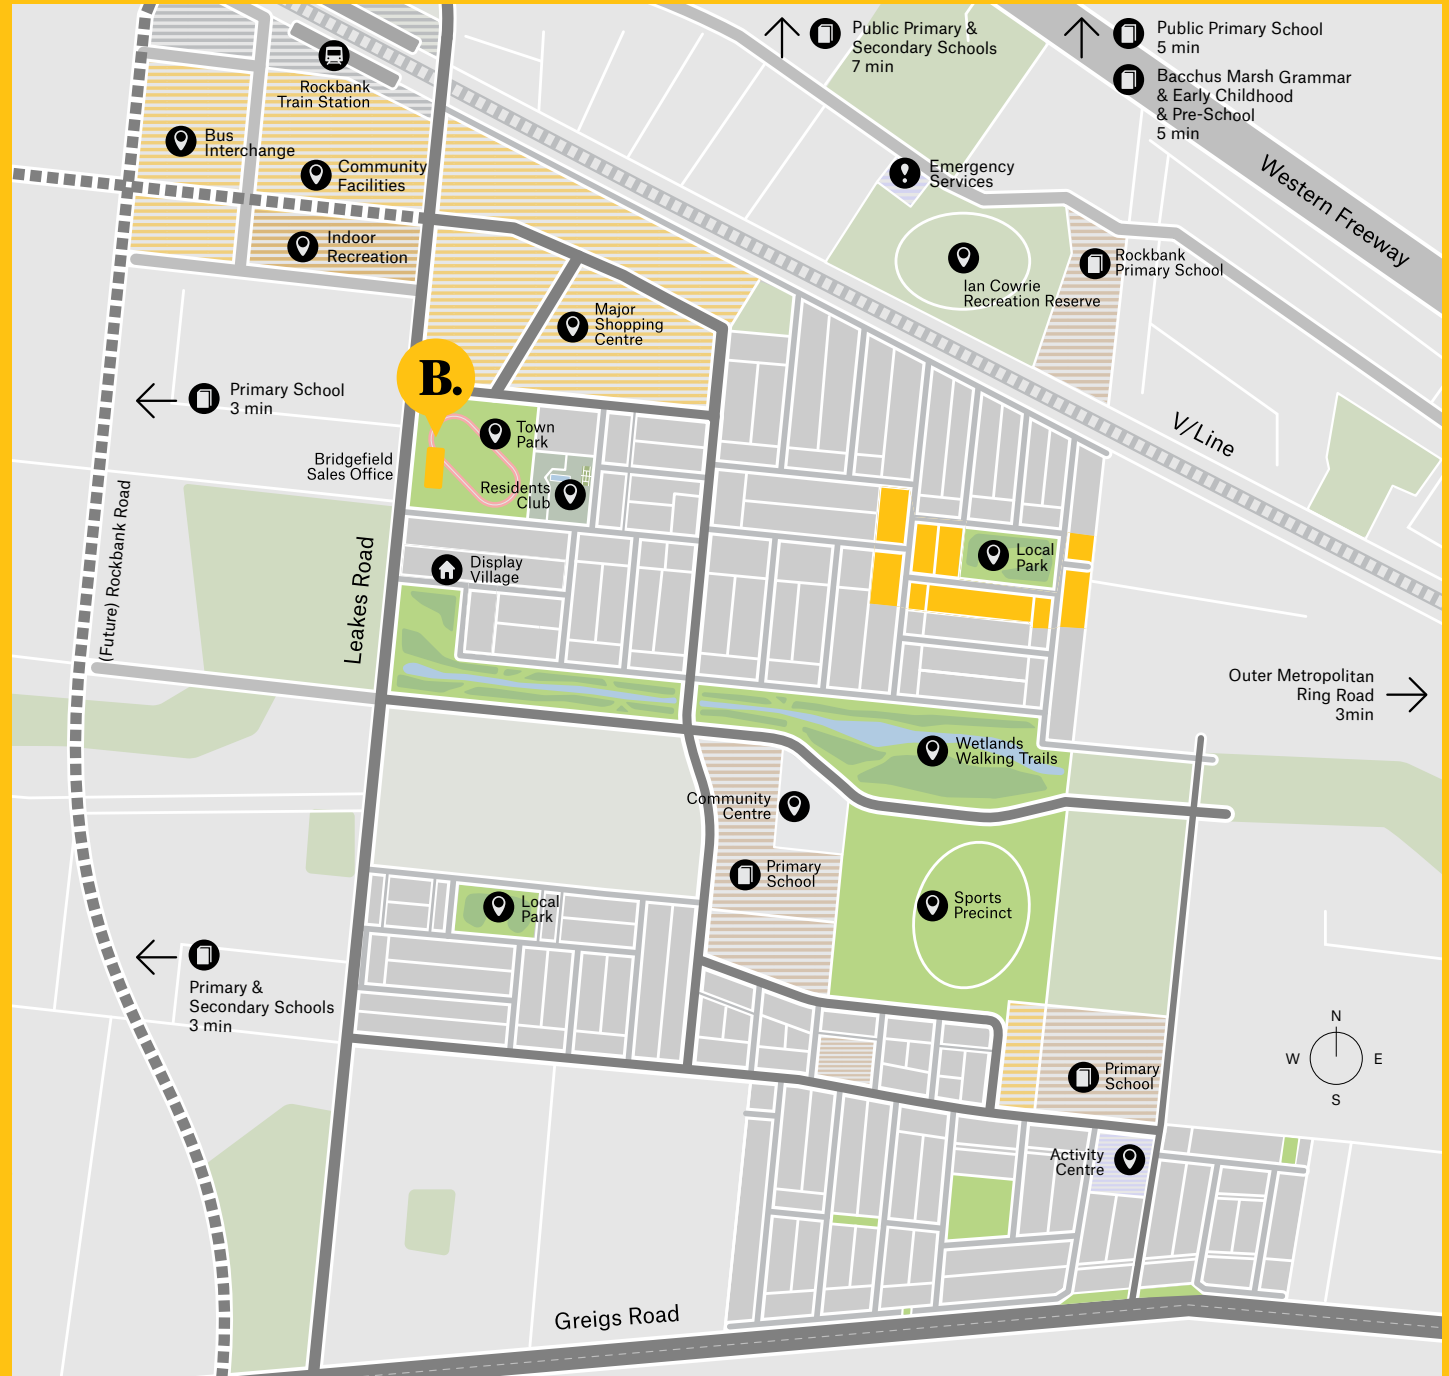 Public Primary &
Secondary Schools
7 min
Public Primary School
5 min
Bacchus Marsh Grammar
& Early Childhood
& Pre-School
5 min
Western Freeway
Rockbank
Train Station
Bus
Interchange
Community
Facilities
Indoor
Recreation
Emergency
Services
Ian Cowrie
Recreation Reserve
Rockbank
Primary School
Major
Shopping
Centre
Primary School
3 min
B.
Town
Park
Bridgefield
Sales Office
Residents
Club
V/Line
(Future) Rockbank Road
Leakes Road
Display
Village
Local
Park
Outer Metropolitan
Ring Road
3min
Wetlands
Walking Trails
Community
Centre
Primary
School
Sports
Precinct
Local
Park
Primary &
Secondary Schools
3 min
N
W
E
S
Primary
School
Activity
Centre
Greigs Road